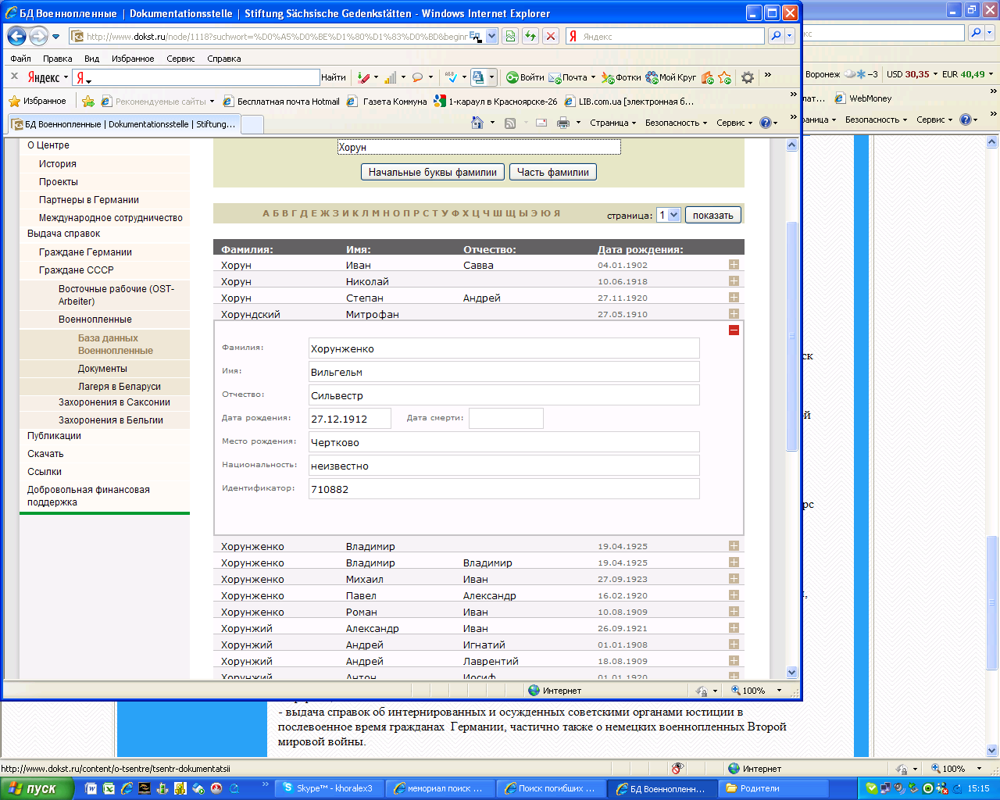 БД Военнопленные | Dokumentationsstelle | Stiftung Sächsische Gedenkstätten - Windows Internet Explorer
http://www.dokst.ru/node/1118?suchwort=%D0%A5%D0%BE%D1%80%D1%83%D0%BD&beginr
Яндекс
Файл Правка Вид Избранное Сервис Справка
Яндекс Найти Войти Почта Фотки Мой Круг »
Воронеж −3 USD 30,35 EUR 40,49
Избранное Рекомендуемые сайты Бесплатная почта Hotmail Газета Коммуна 1-караул в Красноярске-26 LIB.com.ua [электронная б... »
WebMoney
БД Военнопленные | Dokumentationsstelle | Stiftung...
Страница Безопасность Сервис »
Безопасность Сервис »
О Центре
История
Проекты
Партнеры в Германии
Международное сотрудничество
Выдача справок
Граждане Германии
Граждане СССР
Восточные рабочие (OST-
Arbeiter)
Военнопленные
База данных
Военнопленные
Документы
Лагеря в Беларуси
Захоронения в Саксонии
Захоронения в Бельгии
Публикации
Скачать
Ссылки
Добровольная финансовая
поддержка
Хорун
Начальные буквы фамилии Часть фамилии
А Б В Г Д Е Ж З И К Л М Н О П Р С Т У Ф Х Ц Ч Ш Щ Ы Э Ю Я страница: 1 показать
Фамилия: Имя: Отчество: Дата рождения:
Хорун Иван Савва 04.01.1902
Хорун Николай 10.06.1918
Хорун Степан Андрей 27.11.1920
Хорундский Митрофан 27.05.1910
Фамилия: Хорунженко
Имя: Вильгельм
Отчество: Сильвестр
Дата рождения: 27.12.1912 Дата смерти:
Место рождения: Чертково
Национальность: неизвестно
Идентификатор: 710882
Хорунженко Владимир 19.04.1925
Хорунженко Владимир Владимир 19.04.1925
Хорунженко Михаил Иван 27.09.1923
Хорунженко Павел Александр 16.02.1920
Хорунженко Роман Иван 10.08.1909
Хорунжий Александр Иван 26.09.1921
Хорунжий Андрей Игнатий 01.01.1908
Хорунжий Андрей Лаврентий 18.08.1909
Хорунжий Антон Иосиф 01.01.1920
Интернет 100%
- выдача справок об интернированных и осужденных советскими органами юстиции в
послевоенное время гражданах Германии, частично также о немецких военнопленных Второй
мировой войны.
http://www.dokst.ru/content/o-tsentre/tsentr-dokumentatsii Интернет 100%
пуск » Skype™ - khoralex3 мемориал поиск ... Поиск погибших ... БД Военнопленн... Родители 15:15